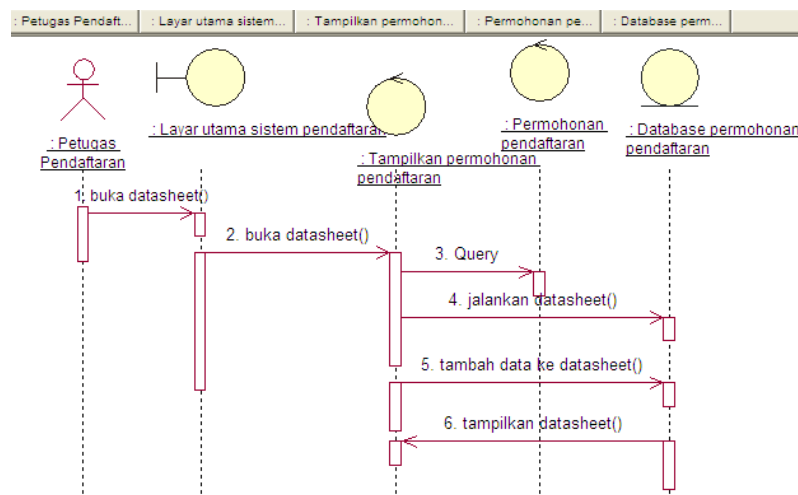 : Petugas Pendaft...
: Layar utama sistem...
: Tampilkan permohon...
: Permohonan pe...
: Database perm...
: Petugas
Pendaftaran
: Layar utama sistem pendaftaran
: Tampilkan permohonan
pendaftaran
: Permohonan
pendaftaran
: Database permohonan
pendaftaran
1. buka datasheet()
2. buka datasheet()
3. Query
4. jalankan datasheet()
5. tambah data ke datasheet()
6. tampilkan datasheet()